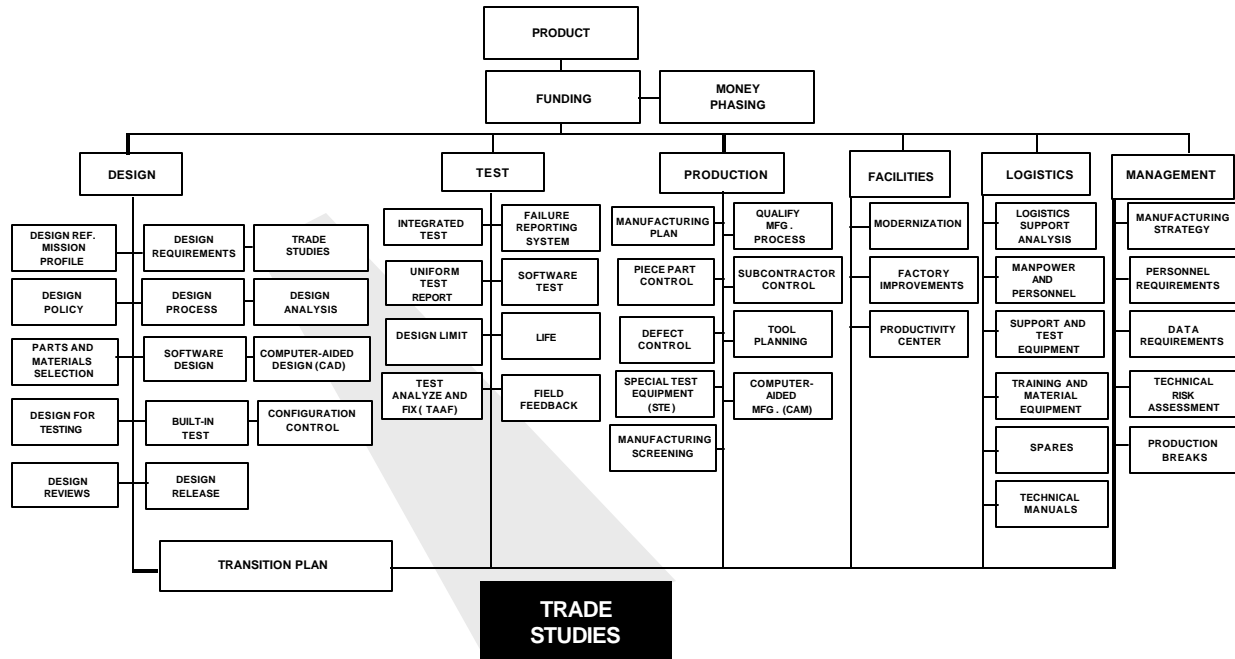 PRODUCT
FUNDING
MONEY
PHASING
DESIGN
TEST
PRODUCTION
FACILITIES
LOGISTICS
MANAGEMENT
DESIGN REF.
MISSION
PROFILE
DESIGN
REQUIREMENTS
TRADE
STUDIES
DESIGN
POLICY
DESIGN
PROCESS
DESIGN
ANALYSIS
PARTS AND
MATERIALS
SELECTION
SOFTWARE
DESIGN
COMPUTER-AIDED
DESIGN (CAD)
DESIGN FOR
TESTING
BUILT-IN
TEST
CONFIGURATION
CONTROL
DESIGN
REVIEWS
DESIGN
RELEASE
INTEGRATED
TEST
FAILURE
REPORTING
SYSTEM
UNIFORM
TEST
REPORT
SOFTWARE
TEST
DESIGN LIMIT
LIFE
TEST
ANALYZE AND
FIX ( TAAF)
FIELD
FEEDBACK
MANUFACTURING
PLAN
QUALIFY
MFG .
PROCESS
PIECE PART
CONTROL
SUBCONTRACTOR
CONTROL
DEFECT
CONTROL
TOOL
PLANNING
SPECIAL TEST
EQUIPMENT
(STE)
COMPUTER-
AIDED
MFG . (CAM)
MANUFACTURING
SCREENING
MODERNIZATION
FACTORY
IMPROVEMENTS
PRODUCTIVITY
CENTER
LOGISTICS
SUPPORT
ANALYSIS
MANPOWER
AND
PERSONNEL
SUPPORT AND
TEST
EQUIPMENT
TRAINING AND
MATERIAL
EQUIPMENT
SPARES
TECHNICAL
MANUALS
MANUFACTURING
STRATEGY
PERSONNEL
REQUIREMENTS
DATA
REQUIREMENTS
TECHNICAL
RISK
ASSESSMENT
PRODUCTION
BREAKS
TRANSITION PLAN
TRADE
STUDIES